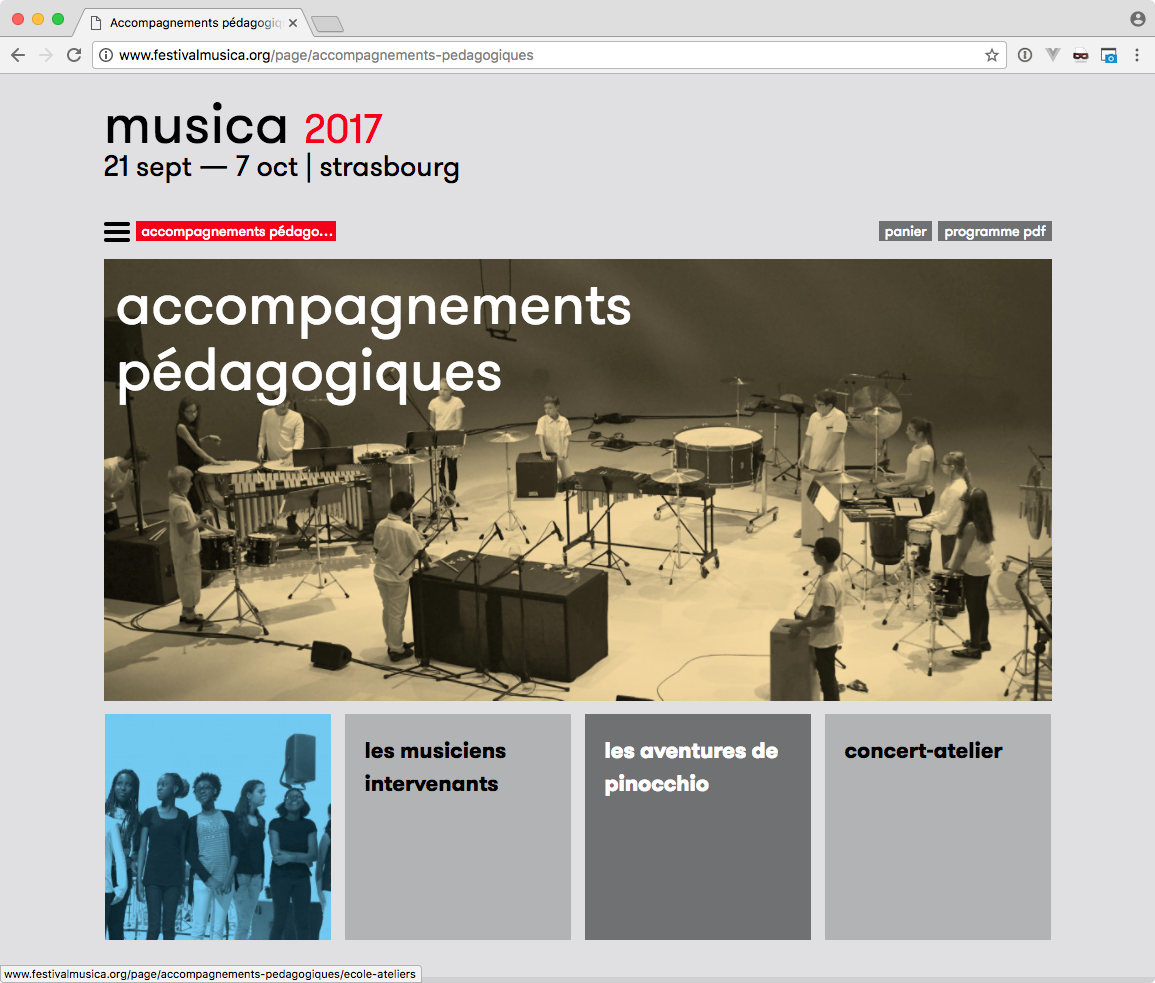 Accompagnements pédagogiq
www.festivalmusica.org/page/accompagnements-pedagogiques
musica 2017
21 sept — 7 oct | strasbourg
accompagnements pédago...
panier
programme pdf
accompagnements
pédagogiques
les musiciens
intervenants
les aventures de
pinocchio
concert-atelier
www.festivalmusica.org/page/accompagnements-pedagogiques/ecole-ateliers